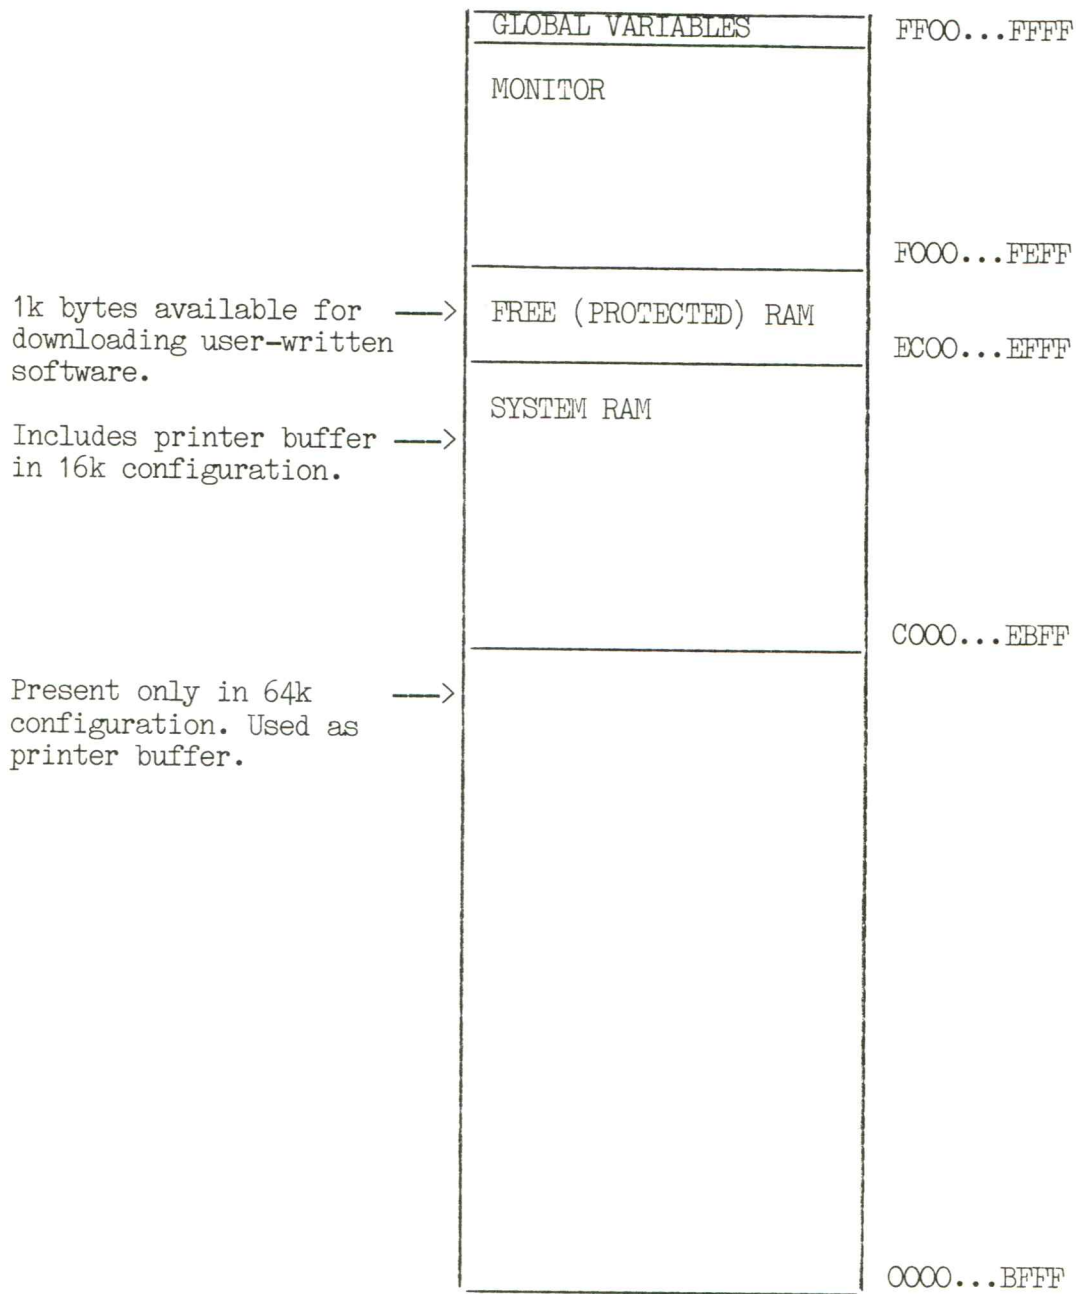 GLOBAL VARIABLES
FF00...FFFF
MONITOR
F000...FEFF
1k bytes available for —>
downloading user-written
software.
FREE (PROTECTED) RAM
EC00...EFFF
SYSTEM RAM
Includes printer buffer —>
in 16k configuration.
C000...EBFF
Present only in 64k —>
configuration. Used as
printer buffer.
0000...BFFF